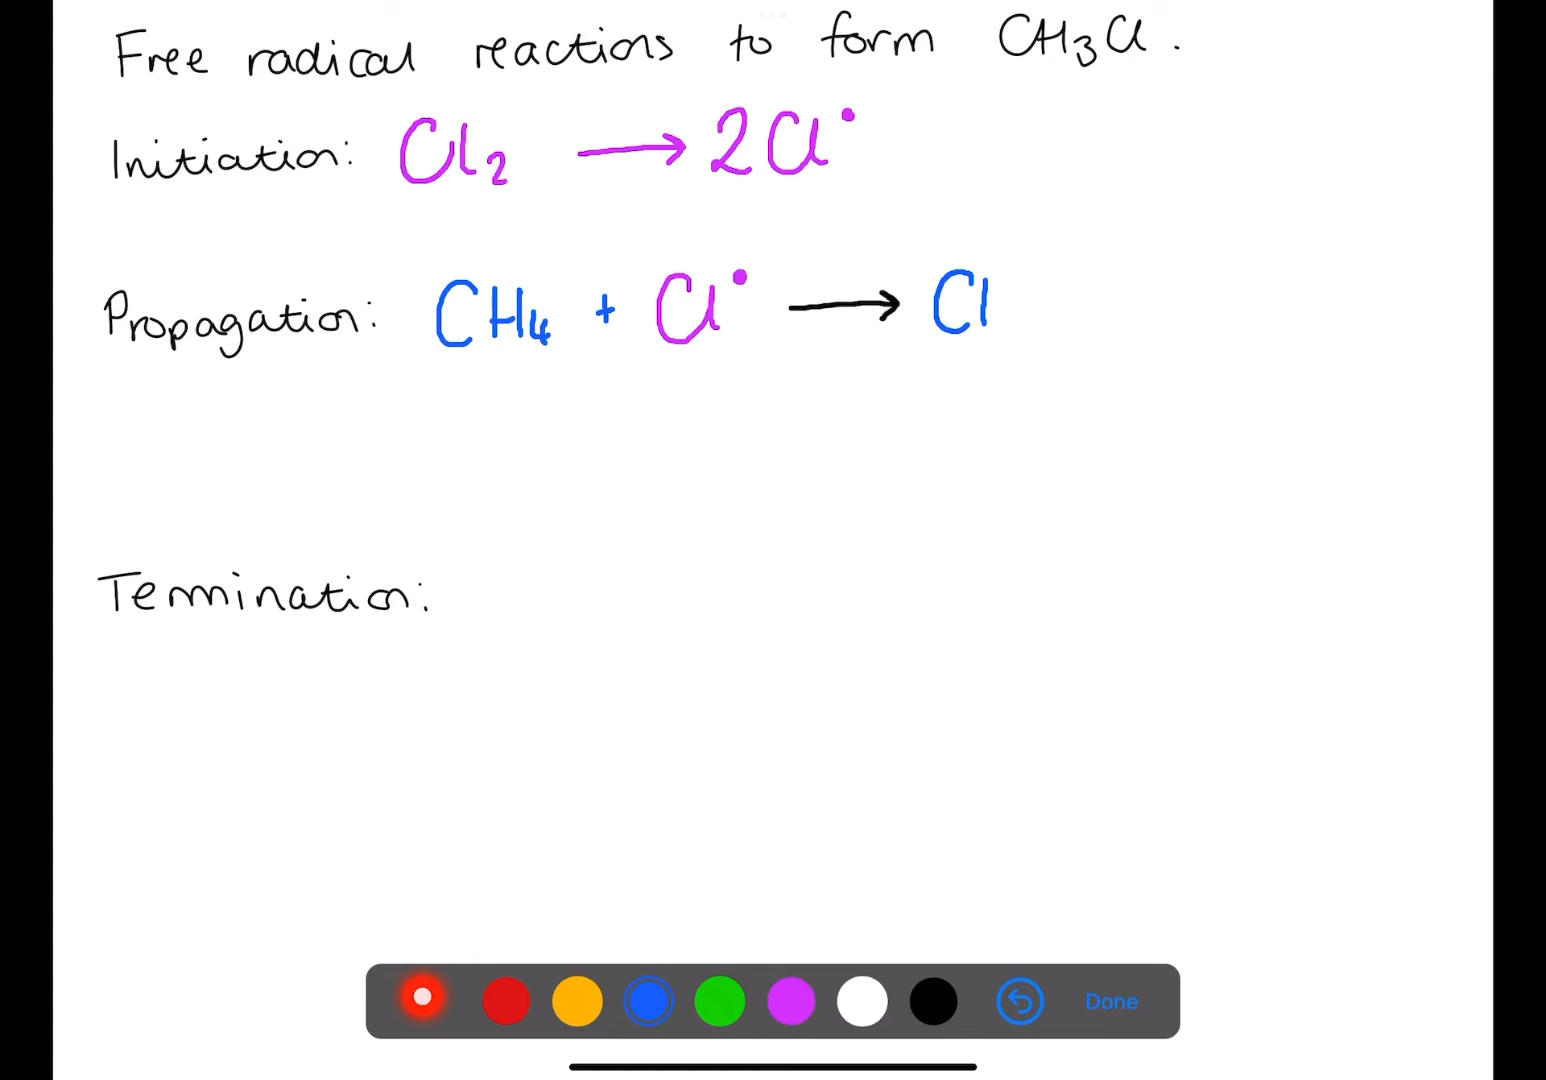 Free radical reactions to form CH₃Cl.
Initiation: Cl₂ → 2Cl•
Propagation: CH₄ + Cl• → Cl
Termination:
Done